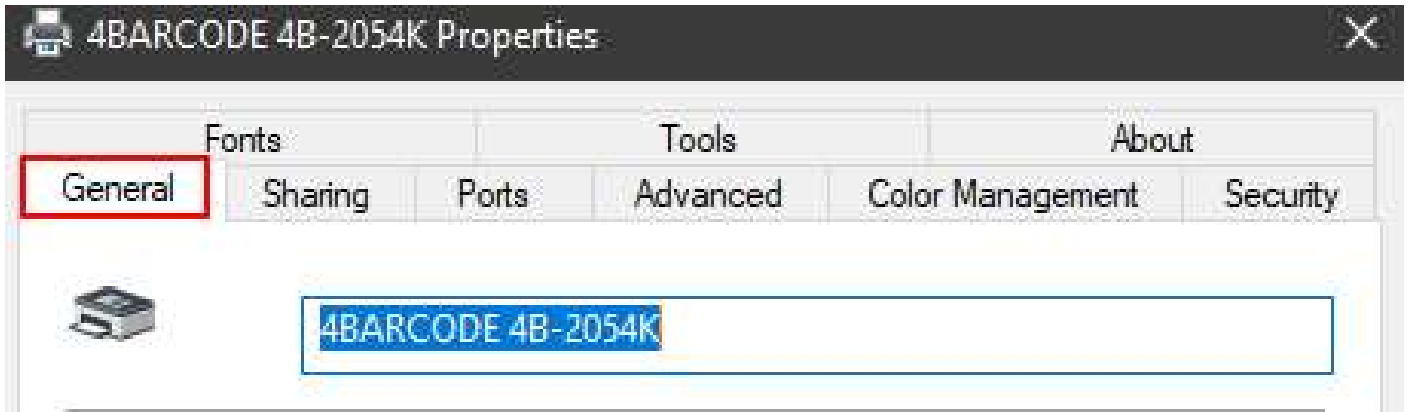 4BARCODE 4B-2054K Properties
Fonts Tools About
General Sharing Ports Advanced Color Management Security
4BARCODE 4B-2054K